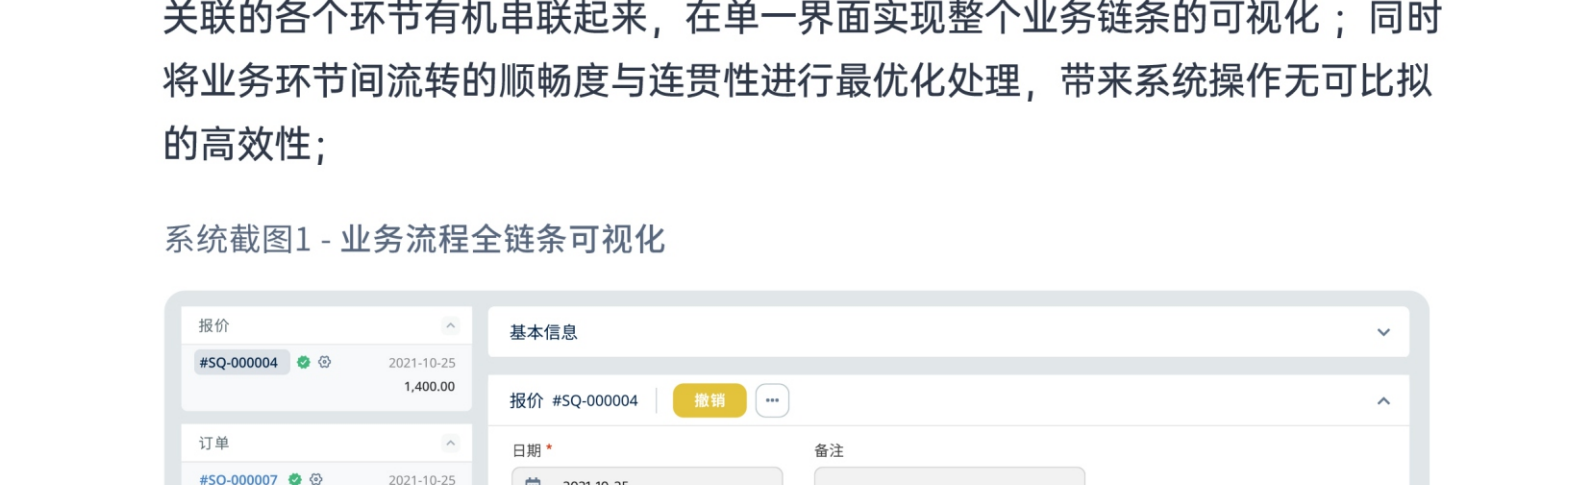 关联的各个环节有机串联起来，在单一界面实现整个业务链条的可视化；同时
将业务环节间流转的顺畅度与连贯性进行最优化处理，带来系统操作无可比拟
的高效性；
系统截图1 - 业务流程全链条可视化
报价
#SQ-000004 2021-10-25
1,400.00
订单
#SO-000007 2021-10-25
基本信息
报价 #SQ-000004 撤销 ···
日期 * 备注
2021-10-25